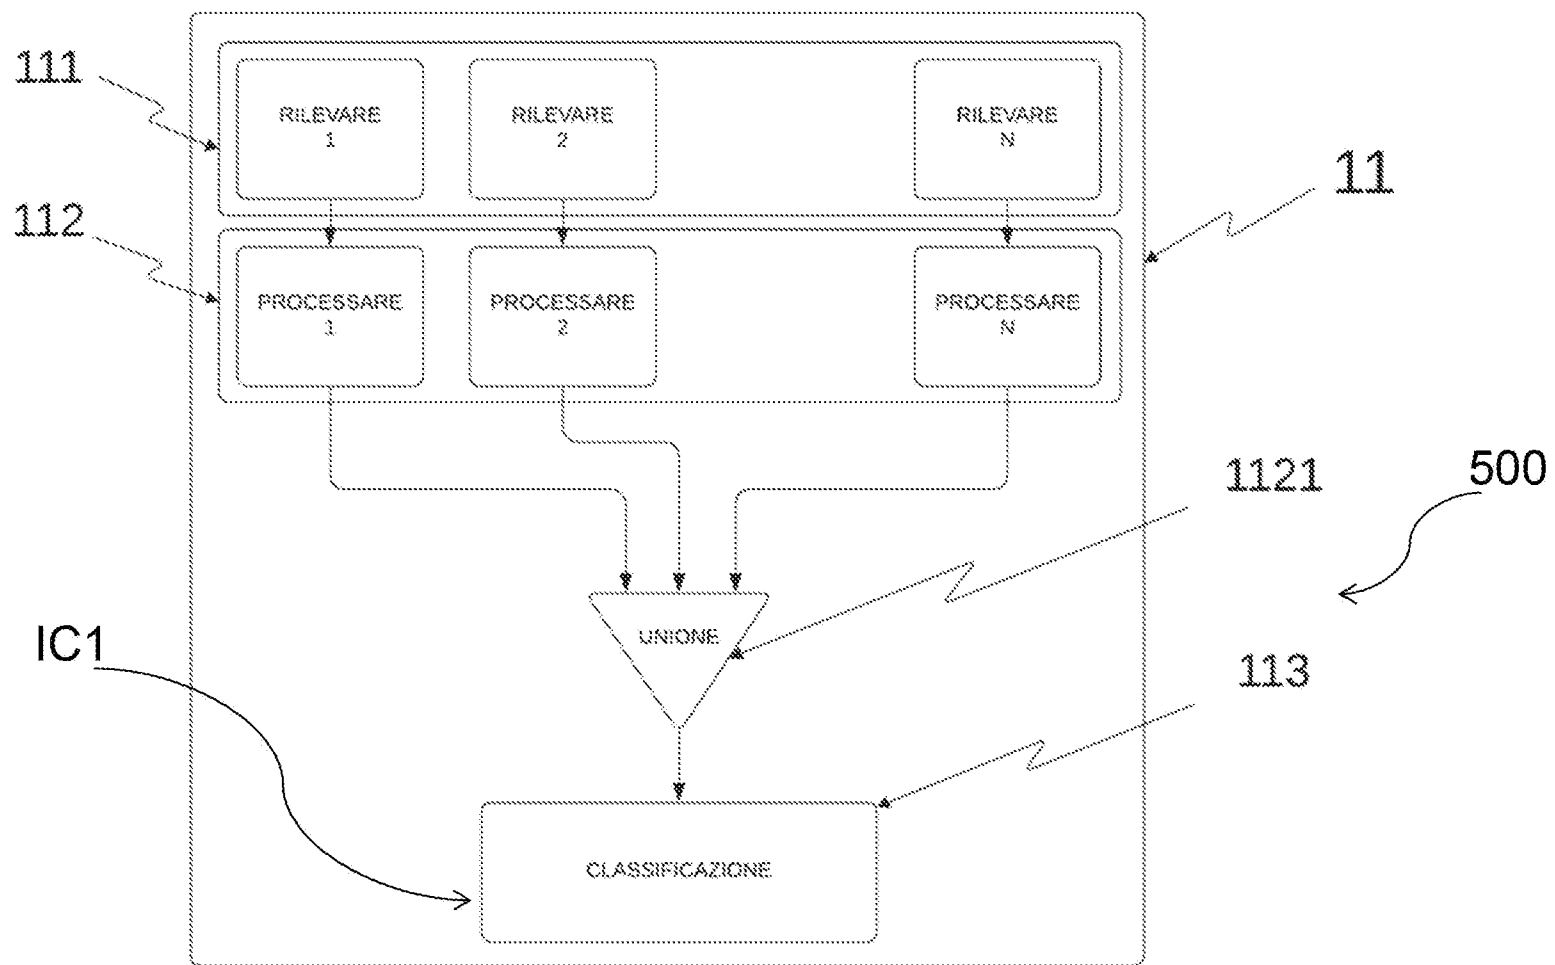 111
RILEVARE
1
RILEVARE
2
RILEVARE
N
11
112
PROCESSARE
1
PROCESSARE
2
PROCESSARE
N
1121
500
UNIONE
IC1
113
CLASSIFICAZIONE